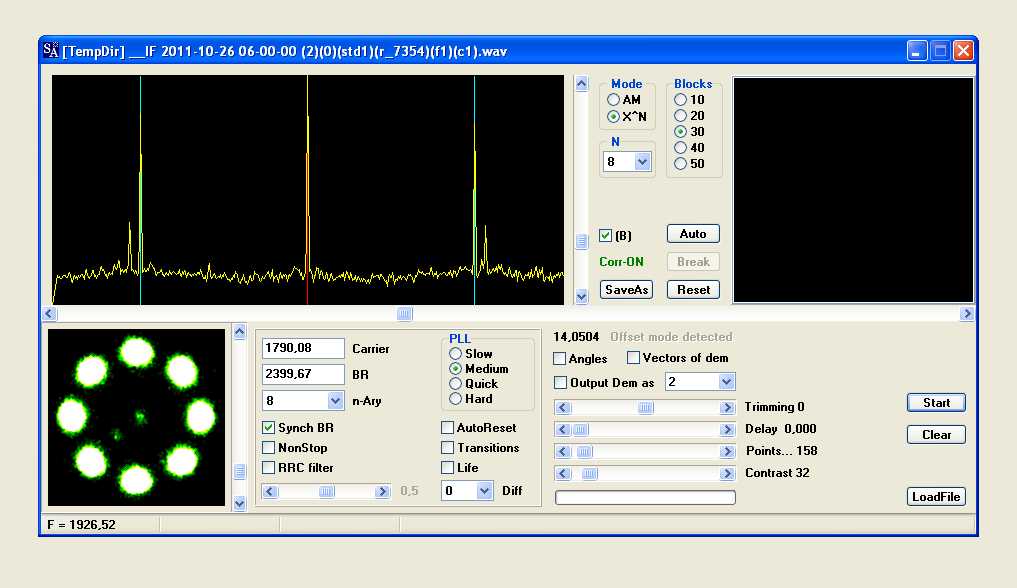 SA [TempDir] __IF 2011-10-26 06-00-00 (2)(0)(std1)(r_7354)(f1)(c1).wav
Mode
AM
X^N
N
8
Blocks
10
20
30
40
50
(B)
Auto
Corr-ON
Break
SaveAs
Reset
1790,08 Carrier
2399,67 BR
8 n-Ary
PLL
Slow
Medium
Quick
Hard
Synch BR
NonStop
RRC filter
AutoReset
Transitions
Life
0,5
0 Diff
14,0504 Offset mode detected
Angles
Vectors of dem
Output Dem as 2
Trimming 0
Delay 0,000
Points... 158
Contrast 32
Start
Clear
LoadFile
F = 1926,52